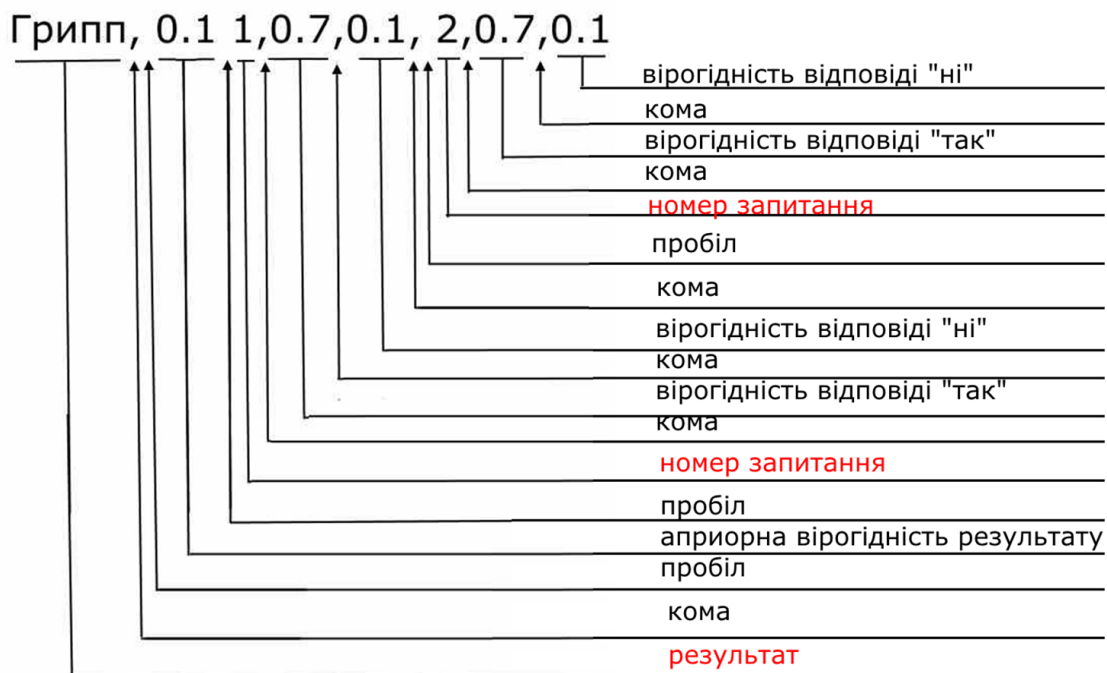 Грипп, 0.1 1,0.7,0.1, 2,0.7,0.1
вірогідність відповіді "ні"
кома
вірогідність відповіді "так"
кома
номер запитання
пробіл
кома
вірогідність відповіді "ні"
кома
вірогідність відповіді "так"
кома
номер запитання
пробіл
априорна вірогідність результату
пробіл
кома
результат